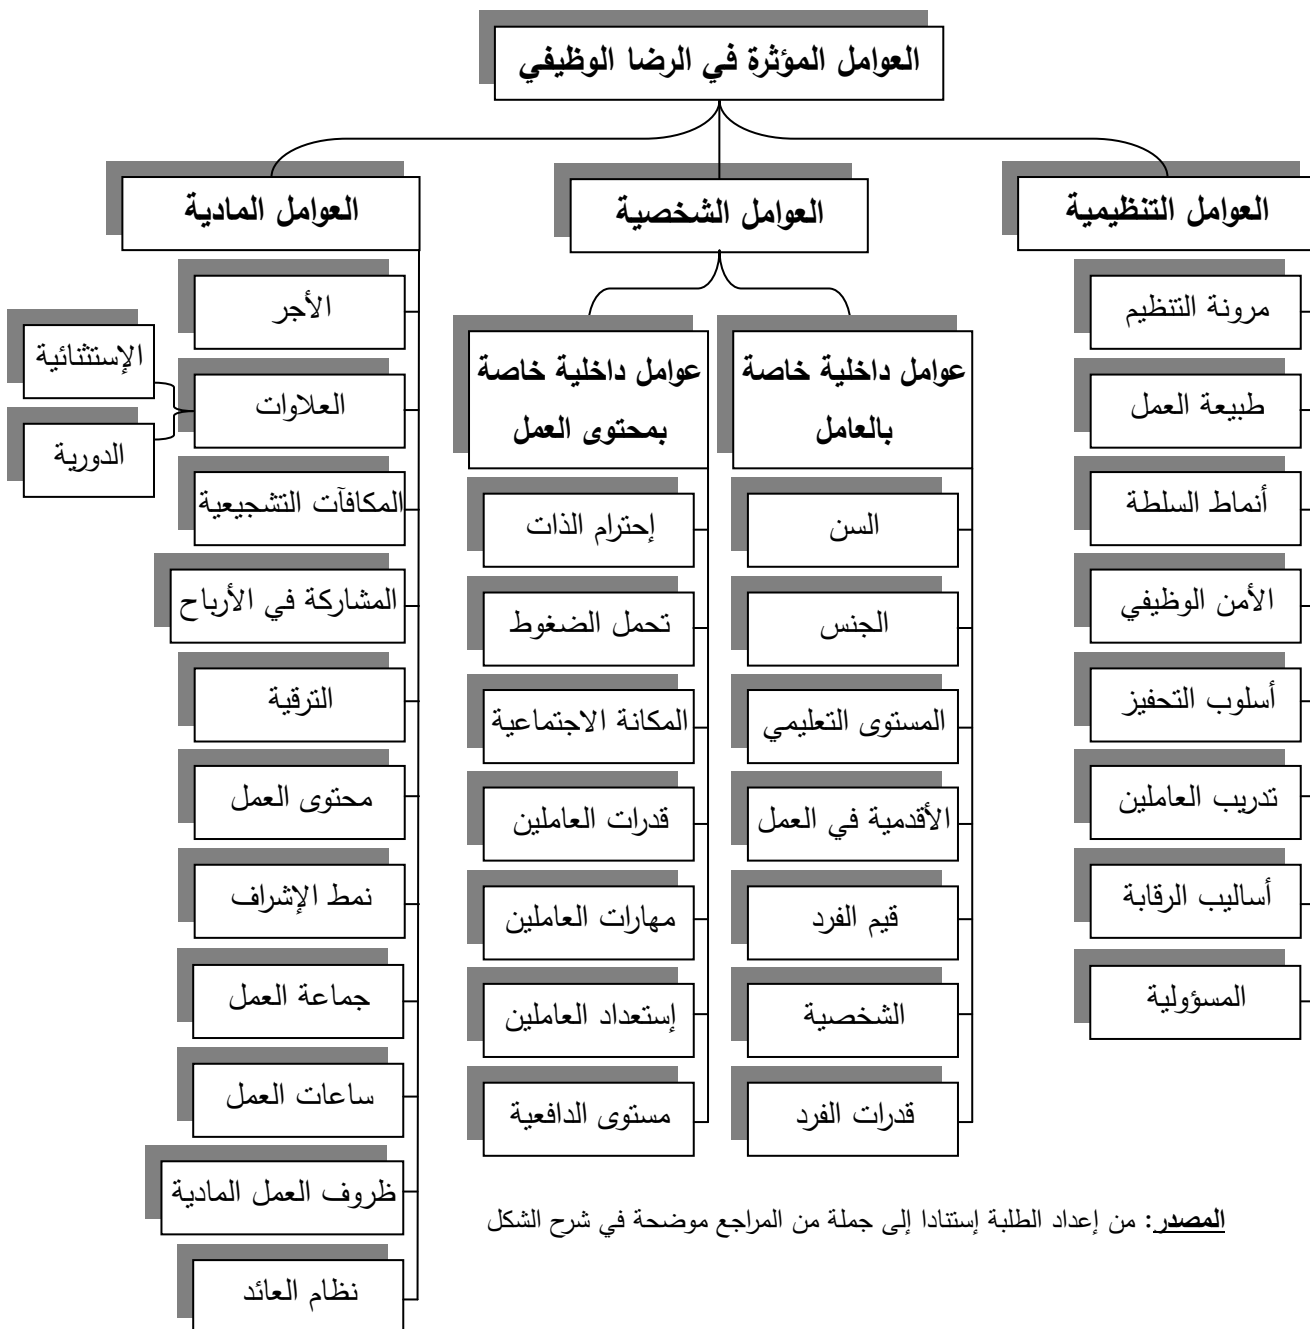 العوامل المؤثرة في الرضا الوظيفي
العوامل التنظيمية
مرونة التنظيم
طبيعة العمل
أنماط السلطة
الأمن الوظيفي
أسلوب التحفيز
تدريب العاملين
أساليب الرقابة
المسؤولية
العوامل الشخصية
عوامل داخلية خاصة
بالعامل
السن
الجنس
المستوى التعليمي
الأقدمية في العمل
قيم الفرد
الشخصية
قدرات الفرد
عوامل داخلية خاصة
بمحتوى العمل
إحترام الذات
تحمل الضغوط
المكانة الاجتماعية
قدرات العاملين
مهارات العاملين
إستعداد العاملين
مستوى الدافعية
العوامل المادية
الأجر
العلاوات
الإستثنائية
الدورية
المكافآت التشجيعية
المشاركة في الأرباح
الترقية
محتوى العمل
نمط الإشراف
جماعة العمل
ساعات العمل
ظروف العمل المادية
نظام العائد
المصدر: من إعداد الطلبة إستنادا إلى جملة من المراجع موضحة في شرح الشكل